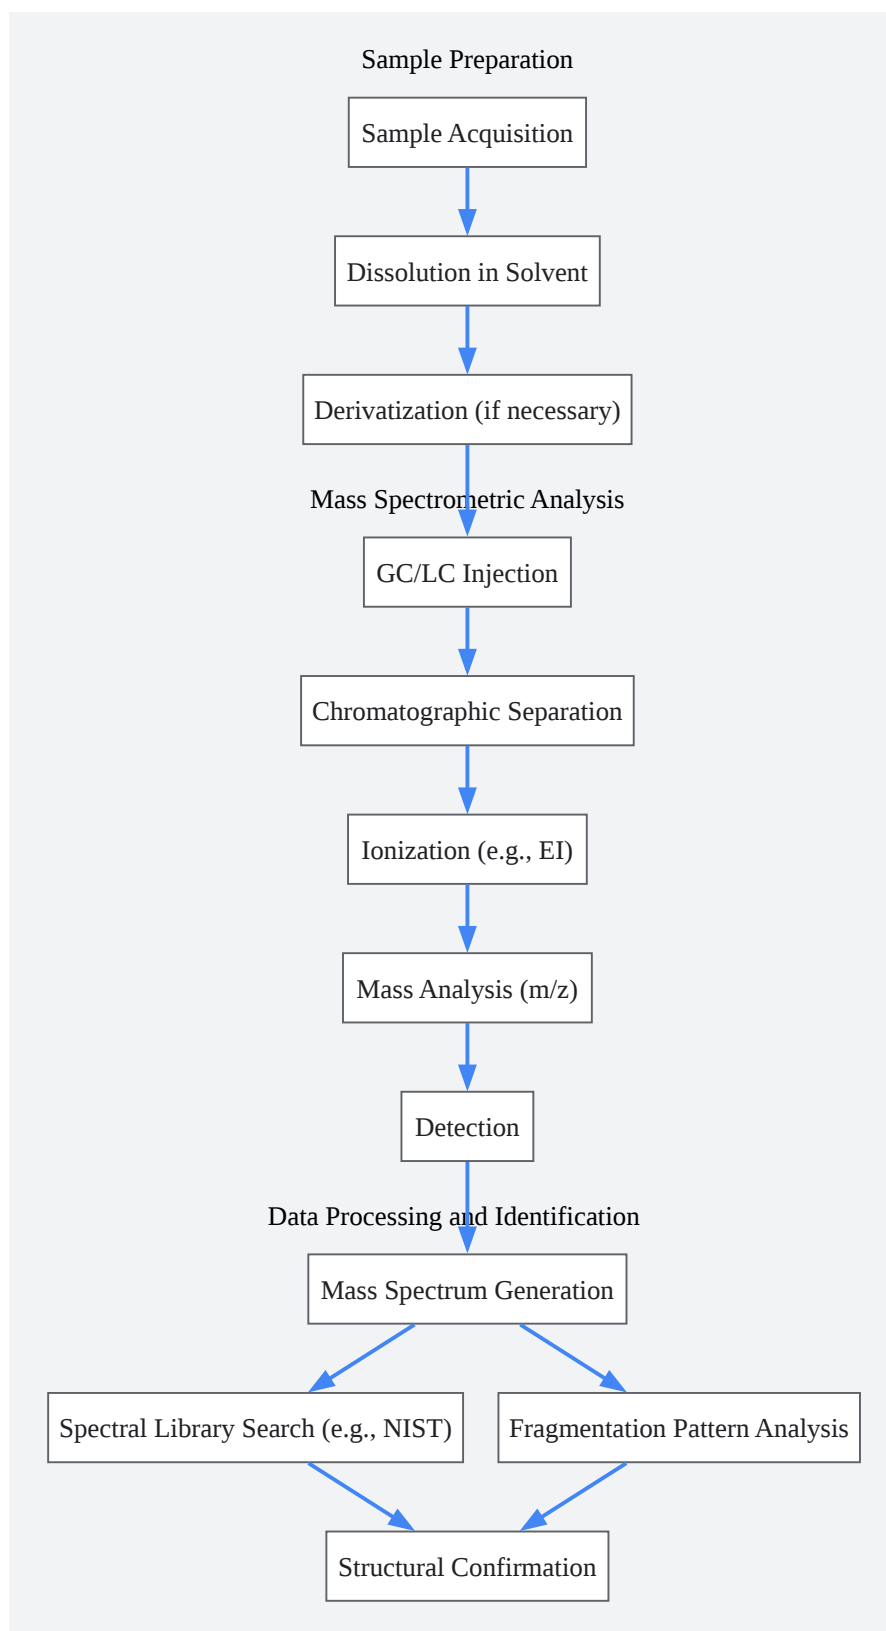 Sample Preparation
Sample Acquisition
Dissolution in Solvent
Derivatization (if necessary)
Mass Spectrometric Analysis
GC/LC Injection
Chromatographic Separation
Ionization (e.g., EI)
Mass Analysis (m/z)
Detection
Data Processing and Identification
Mass Spectrum Generation
Spectral Library Search (e.g., NIST)
Fragmentation Pattern Analysis
Structural Confirmation